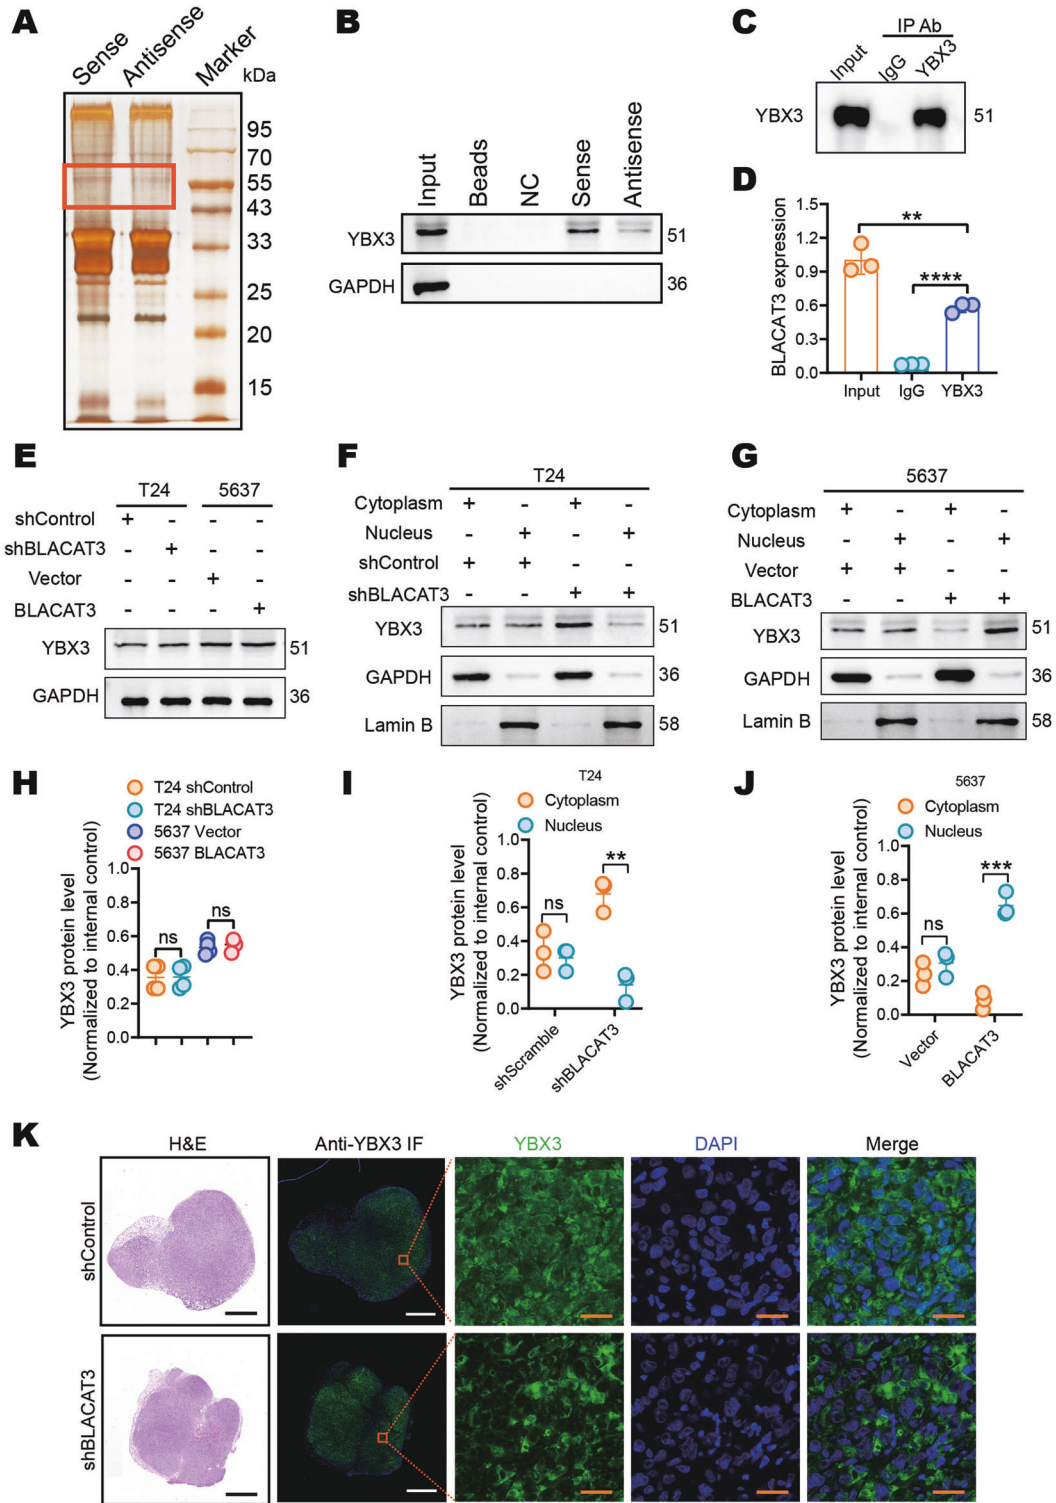 A
Sense
Antisense
Marker
kDa
95
70
55
43
33
25
20
15
B
Input
Beads
NC
Sense
Antisense
YBX3
51
GAPDH
36
C
IP Ab
Input
IgG
YBX3
YBX3
51
D
BLACAT3 expression
1.5
1.2
0.9
0.6
0.3
0.0
**
****
Input IgG YBX3
E
T24 5637
shControl + - - -
shBLACAT3 - + - -
Vector - - + -
BLACAT3 - - - +
YBX3 51
GAPDH 36
F
T24
Cytoplasm + - + -
Nucleus - + - +
shControl + + - -
shBLACAT3 - - + +
YBX3 51
GAPDH 36
Lamin B 58
G
5637
Cytoplasm + - + -
Nucleus - + - +
Vector + + - -
BLACAT3 - - + +
YBX3 51
GAPDH 36
Lamin B 58
H
T24 shControl
T24 shBLACAT3
5637 Vector
5637 BLACAT3
YBX3 protein level
(Normalized to internal control)
1.0
0.8
0.6
0.4
0.2
0.0
ns
ns
I
T24
Cytoplasm
Nucleus
YBX3 protein level
(Normalized to internal control)
1.0
0.8
0.6
0.4
0.2
0.0
ns
**
shScramble
shBLACAT3
J
5637
Cytoplasm
Nucleus
YBX3 protein level
(Normalized to internal control)
1.0
0.8
0.6
0.4
0.2
0.0
ns
***
Vector
BLACAT3
K
H&E Anti-YBX3 IF YBX3 DAPI Merge
shControl
shBLACAT3